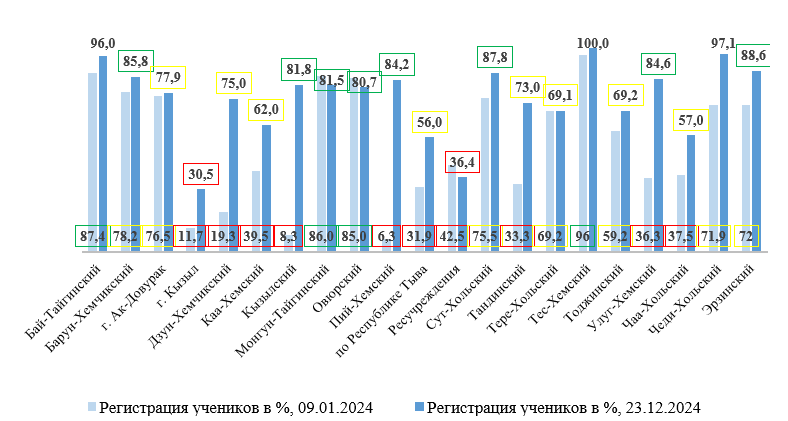 96,0 85,8 77,9 30,5 75,0 62,0 81,8 81,5 80,7 84,2 56,0 36,4 87,8 73,0 69,1 100,0 69,2 84,6 57,0 97,1 88,6
87,4 78,2 76,5 11,7 19,3 39,5 8,3 86,0 85,0 6,3 31,9 42,5 75,5 33,3 69,2 96 59,2 36,3 37,5 71,9 72
Бай-Тайгинский
Барун-Хемчикский
г. Ак-Довурак
г. Кызыл
Дзун-Хемчикский
Каа-Хемский
Кызылский
Монгун-Тайгинский
Овюрский
Пий-Хемский
по Республике Тыва
Ресучреждения
Сут-Хольский
Тандинский
Тере-Хольский
Тес-Хемский
Тоджинский
Улуг-Хемский
Чаа-Хольский
Чеди-Хольский
Эрзинский
Регистрация учеников в %, 09.01.2024
Регистрация учеников в %, 23.12.2024